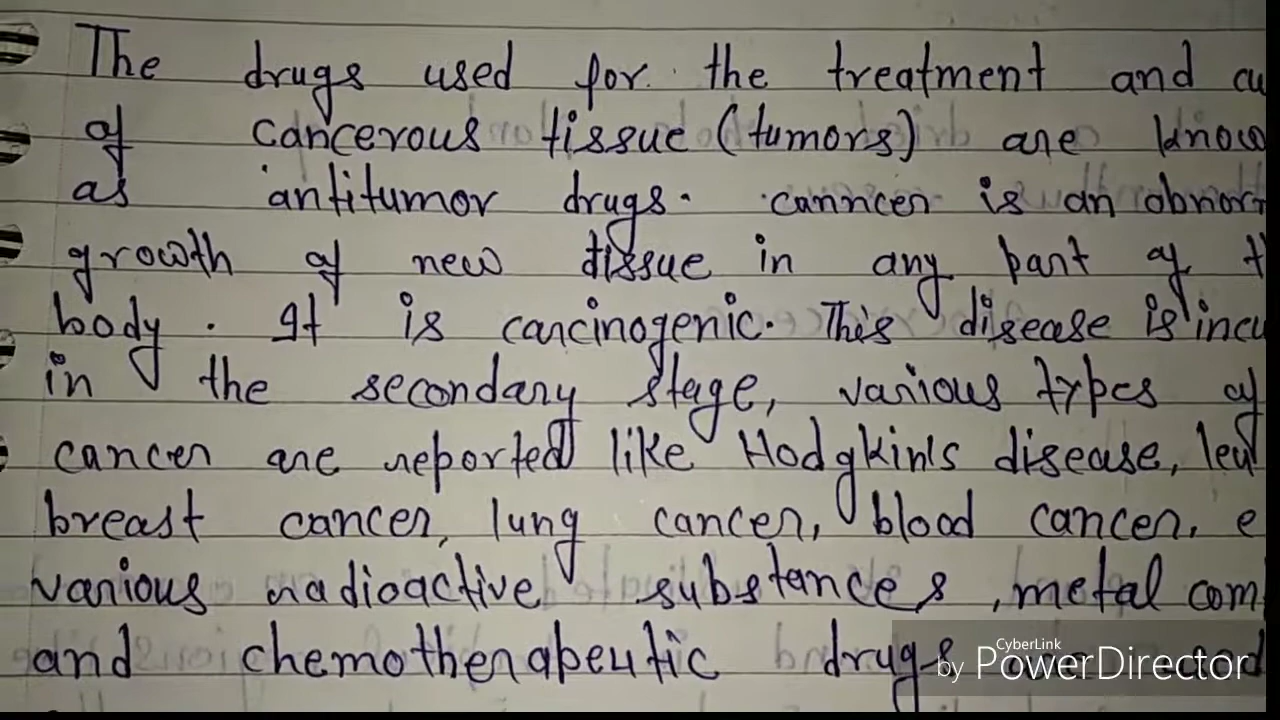 The drugs used for the treatment and cu
of cancerous tissue (tumors) are know
as antitumor drugs. canncer is an abnor
growth of new tissue in any part of t
body. It is carcinogenic. This disease is incu
in the secondary stage, various types of
cancer are reported like Hodgkin's disease, leu
breast cancer, lung cancer, blood cancer, e
various radioactive substances, metal com
and chemotherapeutic drugs
CyberLink
by PowerDirector